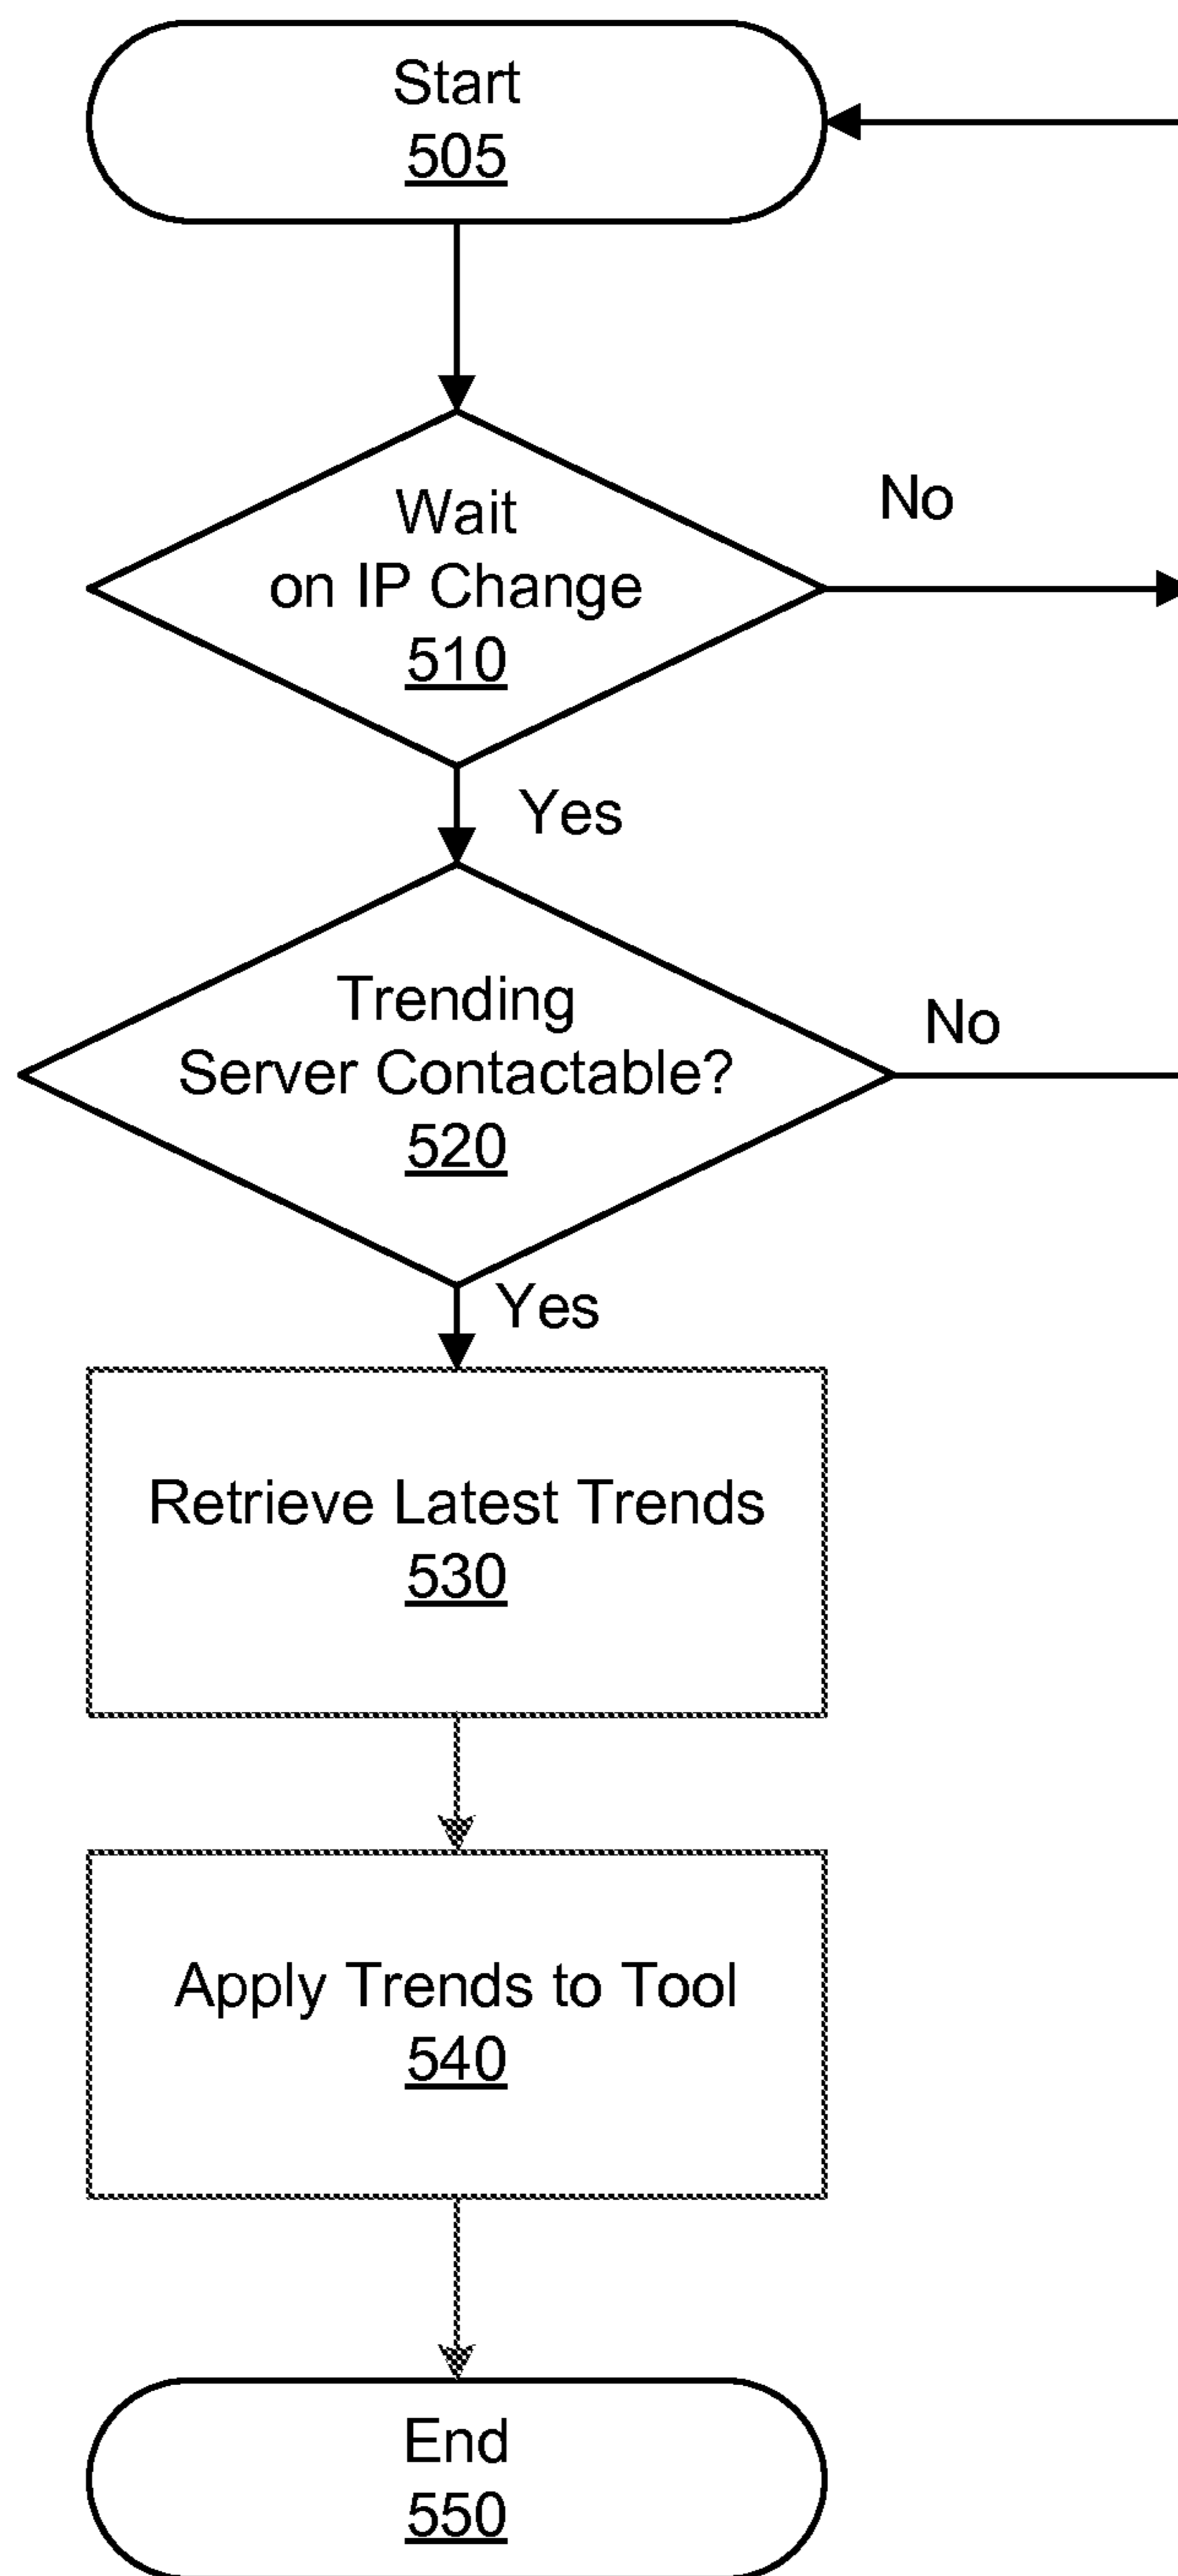 Start
505
Wait
on IP Change
510
No
Yes
Trending
Server Contactable?
520
No
Yes
Retrieve Latest Trends
530
Apply Trends to Tool
540
End
550